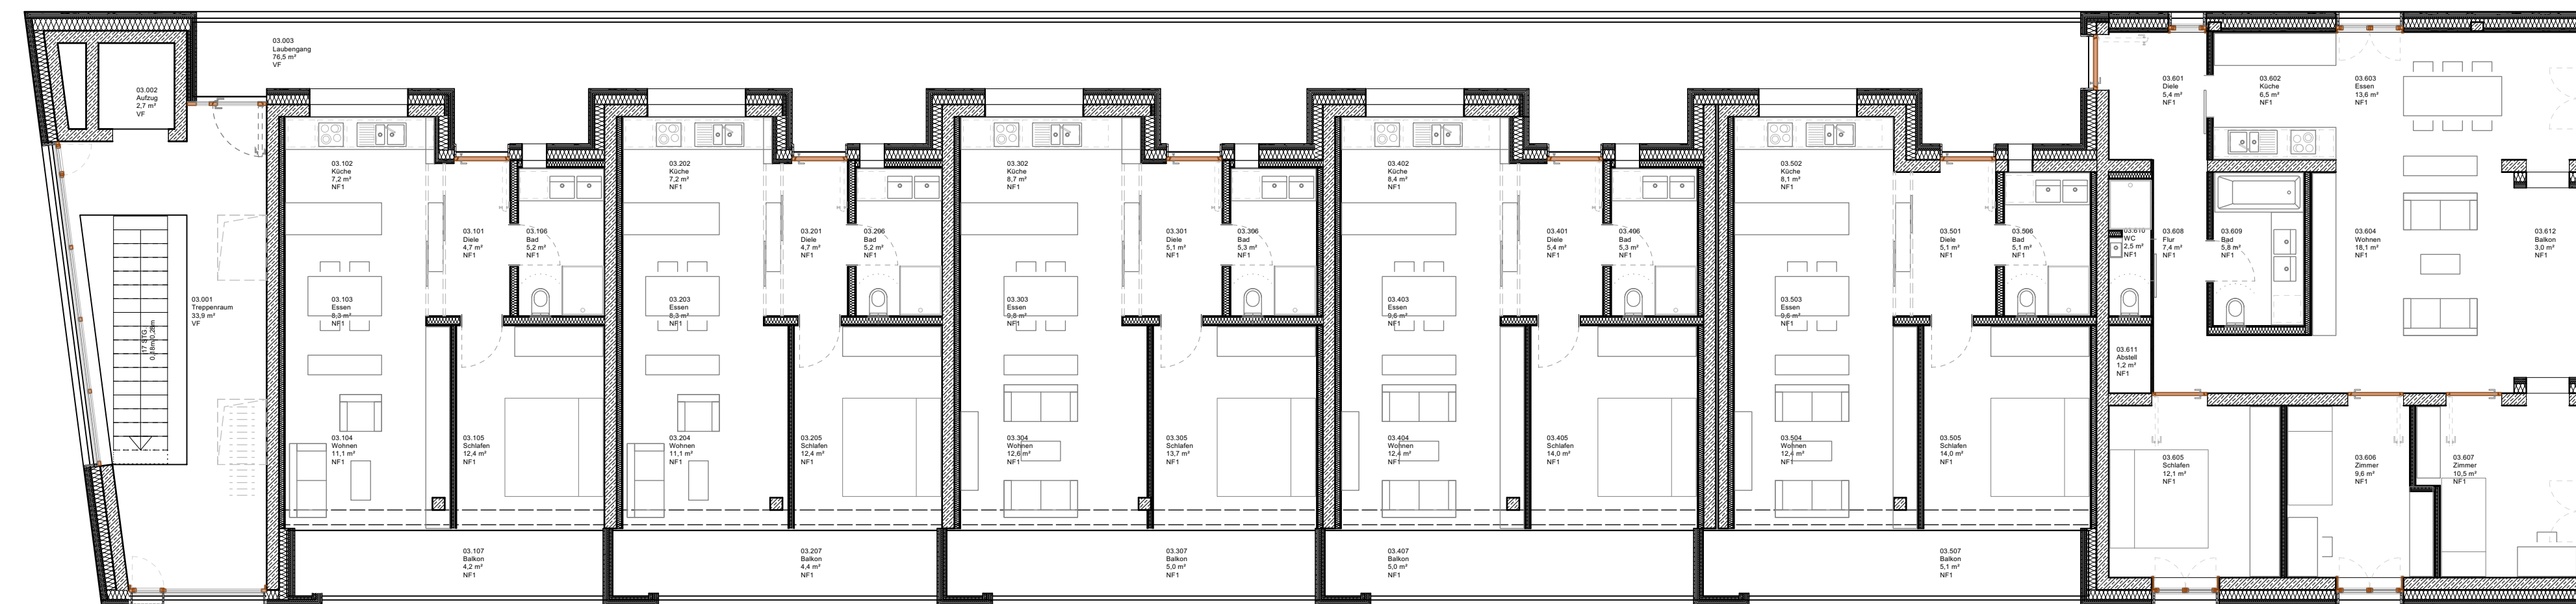 03.003
Laubengang
76,5 m²
VF
03.002
Aufzug
2,7 m²
VF
03.001
Treppenraum
33,9 m²
VF
17 STG.
03.102
Küche
7,2 m²
NF1
03.101
Diele
4,7 m²
NF1
03.106
Bad
5,2 m²
NF1
03.103
Essen
8,3 m²
NF1
03.104
Wohnen
11,1 m²
NF1
03.105
Schlafen
12,4 m²
NF1
03.107
Balkon
4,2 m²
NF1
03.202
Küche
7,2 m²
NF1
03.201
Diele
4,7 m²
NF1
03.206
Bad
5,2 m²
NF1
03.203
Essen
8,3 m²
NF1
03.204
Wohnen
11,1 m²
NF1
03.205
Schlafen
12,4 m²
NF1
03.207
Balkon
4,4 m²
NF1
03.302
Küche
8,7 m²
NF1
03.301
Diele
5,1 m²
NF1
03.306
Bad
5,3 m²
NF1
03.303
Essen
9,8 m²
NF1
03.304
Wohnen
12,6 m²
NF1
03.305
Schlafen
13,7 m²
NF1
03.307
Balkon
5,0 m²
NF1
03.402
Küche
8,4 m²
NF1
03.401
Diele
5,4 m²
NF1
03.406
Bad
5,3 m²
NF1
03.403
Essen
9,6 m²
NF1
03.404
Wohnen
12,4 m²
NF1
03.405
Schlafen
14,0 m²
NF1
03.407
Balkon
5,0 m²
NF1
03.502
Küche
8,1 m²
NF1
03.501
Diele
5,1 m²
NF1
03.506
Bad
5,1 m²
NF1
03.503
Essen
9,6 m²
NF1
03.504
Wohnen
12,4 m²
NF1
03.505
Schlafen
14,0 m²
NF1
03.507
Balkon
5,1 m²
NF1
03.601
Diele
5,4 m²
NF1
03.602
Küche
6,5 m²
NF1
03.603
Essen
13,6 m²
NF1
03.610
WC
2,5 m²
NF1
03.608
Flur
7,4 m²
NF1
03.609
Bad
5,8 m²
NF1
03.604
Wohnen
18,1 m²
NF1
03.612
Balkon
3,0 m²
NF1
03.611
Abstell
1,2 m²
NF1
03.605
Schlafen
12,1 m²
NF1
03.606
Zimmer
9,6 m²
NF1
03.607
Zimmer
10,5 m²
NF1